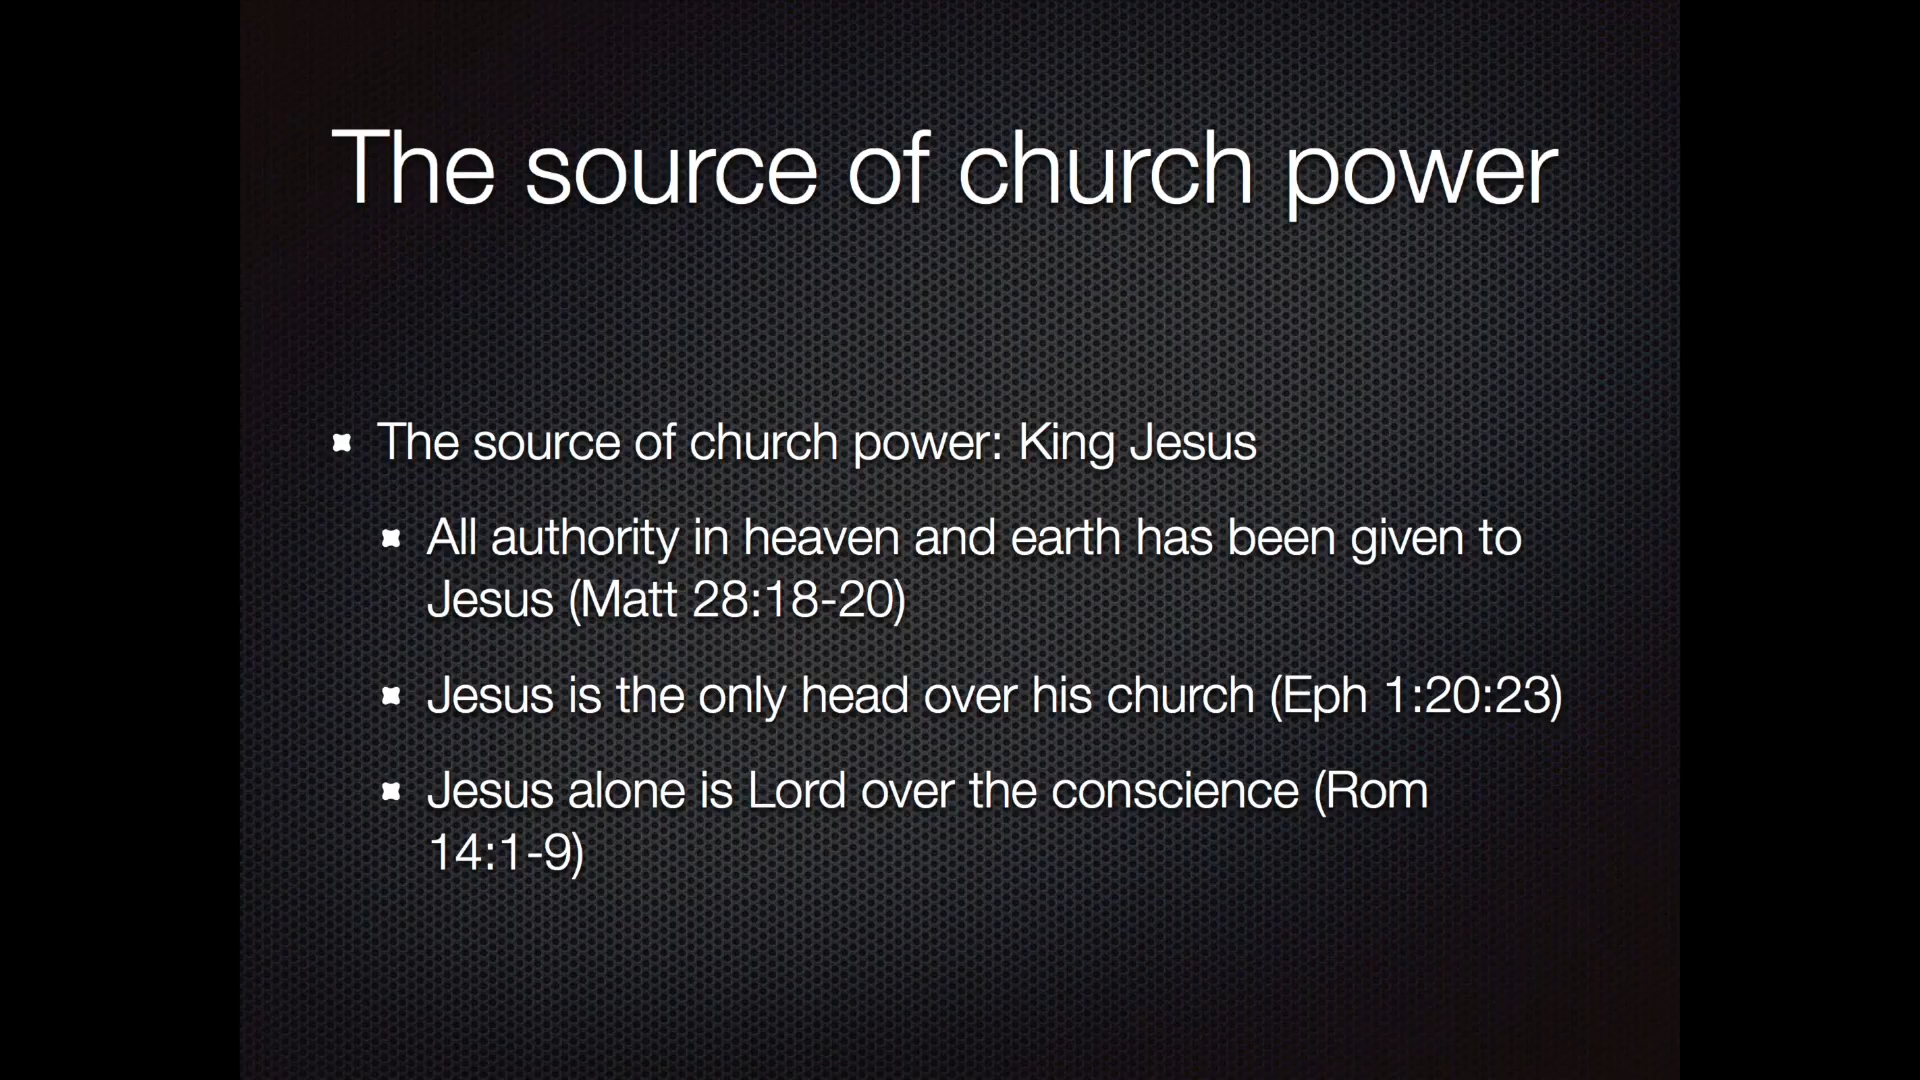 The source of church power
The source of church power: King Jesus
All authority in heaven and earth has been given to
Jesus (Matt 28:18-20)
Jesus is the only head over his church (Eph 1:20:23)
Jesus alone is Lord over the conscience (Rom
14:1-9)